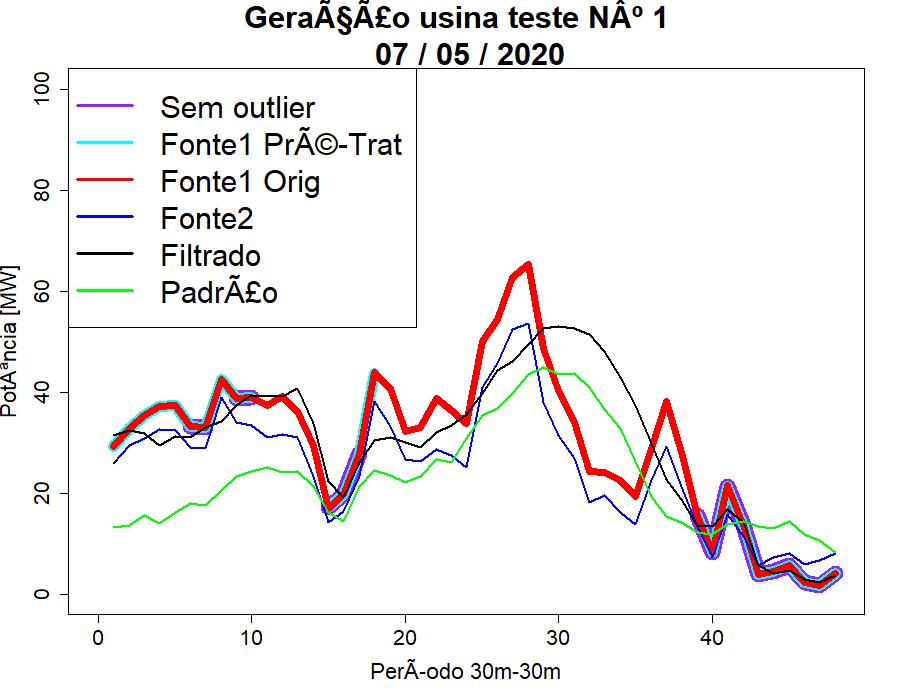 GeraÃ§Ã£o usina teste NÂº 1
07 / 05 / 2020
Sem outlier
Fonte1 PrÃ©-Trat
Fonte1 Orig
Fonte2
Filtrado
PadrÃ£o
PotÃªncia [MW]
0
20
40
60
80
100
0
10
20
30
40
PerÃ-odo 30m-30m